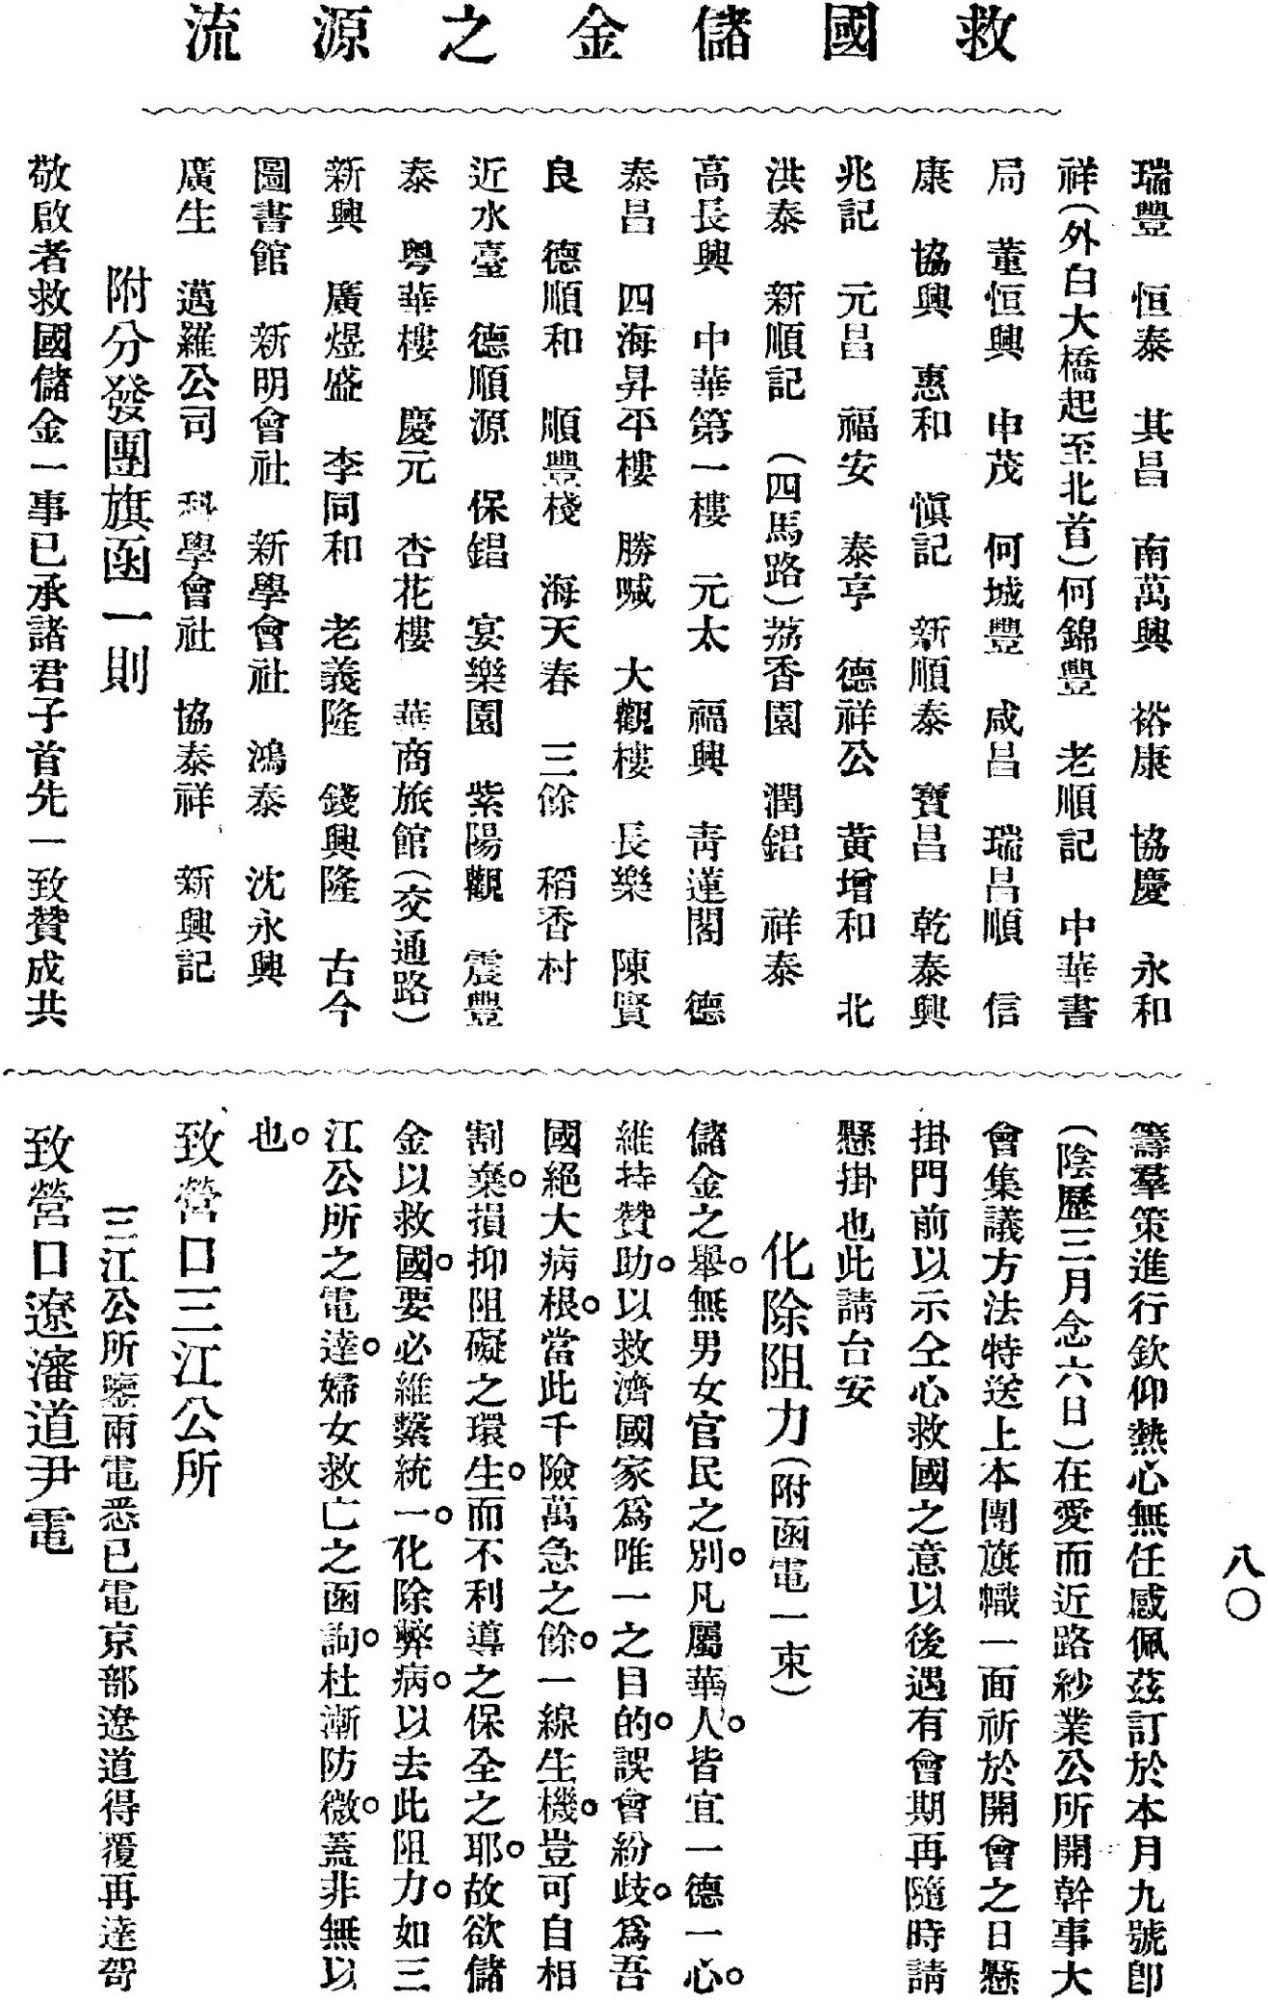 救國儲金之源流
瑞豐　恒泰　其昌　南萬興　裕康　協慶　永和
祥(外白大橋起至北首)何錦豐　老順記　中華書
局　董恒興　申茂　何城豐　咸昌　瑞昌順　信
康　協興　惠和　愼記　新順泰　寶昌　乾泰興
兆記　元昌　福安　泰亨　德祥公　黃增和　北
洪泰　新順記　(四馬路)荔香園　潤錩　祥泰
高長興　中華第一樓　元太　福興　靑蓮閣　德
泰昌　四海昇平樓　勝喊　大觀樓　長樂　陳賢
良　德順和　順豐棧　海天春　三餘　稻香村
近水臺　德順源　保錩　宴樂園　紫陽觀　震豐
泰　粤華樓　慶元　杏花樓　華商旅館(交通路)
新興　廣煜盛　李同和　老義隆　錢興隆　古今
圖書館　新明會社　新學會社　鴻泰　沈永興
廣生　邁羅公司　科學會社　協泰祥　新興記
附分發團旗函一則
敬啟者救國儲金一事已承諸君子首先一致贊成共
籌羣策進行欽仰熱心無任感佩茲訂於本月九號卽
(陰歷三月念六日)在愛而近路紗業公所開幹事大
會集議方法特送上本團旗幟一面祈於開會之日懸
掛門前以示仝心救國之意以後遇有會期再隨時請
懸掛也此請台安
化除阻力(附函電一束)
儲金之舉。無男女官民之別。凡屬華人。皆宜一德一心。
維持贊助。以救濟國家爲唯一之目的。誤會紛歧。爲吾
國絕大病根。當此千險萬急之餘。一線生機。豈可自相
割棄。損抑阻礙之環生。而不利導之保全之耶。故欲儲
金以救國。要必維繫統一。化除弊病。以去此阻力。如三
江公所之電達。婦女救亡之函詢。杜漸防微。蓋非無以
也。
致營口三江公所
三江公所鑒兩電悉已電京部遼道得覆再達哿
致營口遼瀋道尹電
八〇